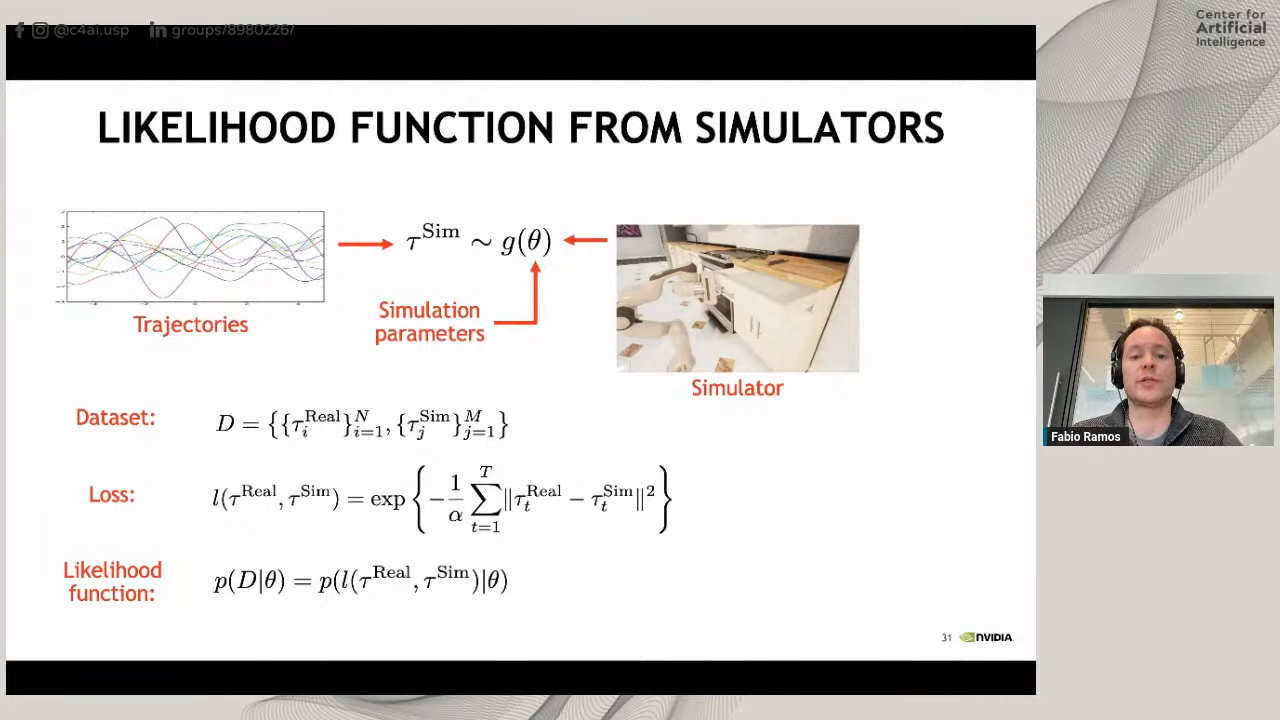 @c4ai.usp in groups/8980226/
Center for
Artificial
Intelligence
LIKELIHOOD FUNCTION FROM SIMULATORS
τ^Sim ∼ g(θ)
Trajectories
Simulation
parameters
Simulator
Dataset: D = {{τ_i^Real}_{i=1}^N, {τ_j^Sim}_{j=1}^M}
Loss: l(τ^Real, τ^Sim) = exp { −1/α ∑_{t=1}^T ‖τ_t^Real − τ_t^Sim‖² }
Likelihood
function: p(D|θ) = p(l(τ^Real, τ^Sim)|θ)
31 NVIDIA
Fabio Ramos